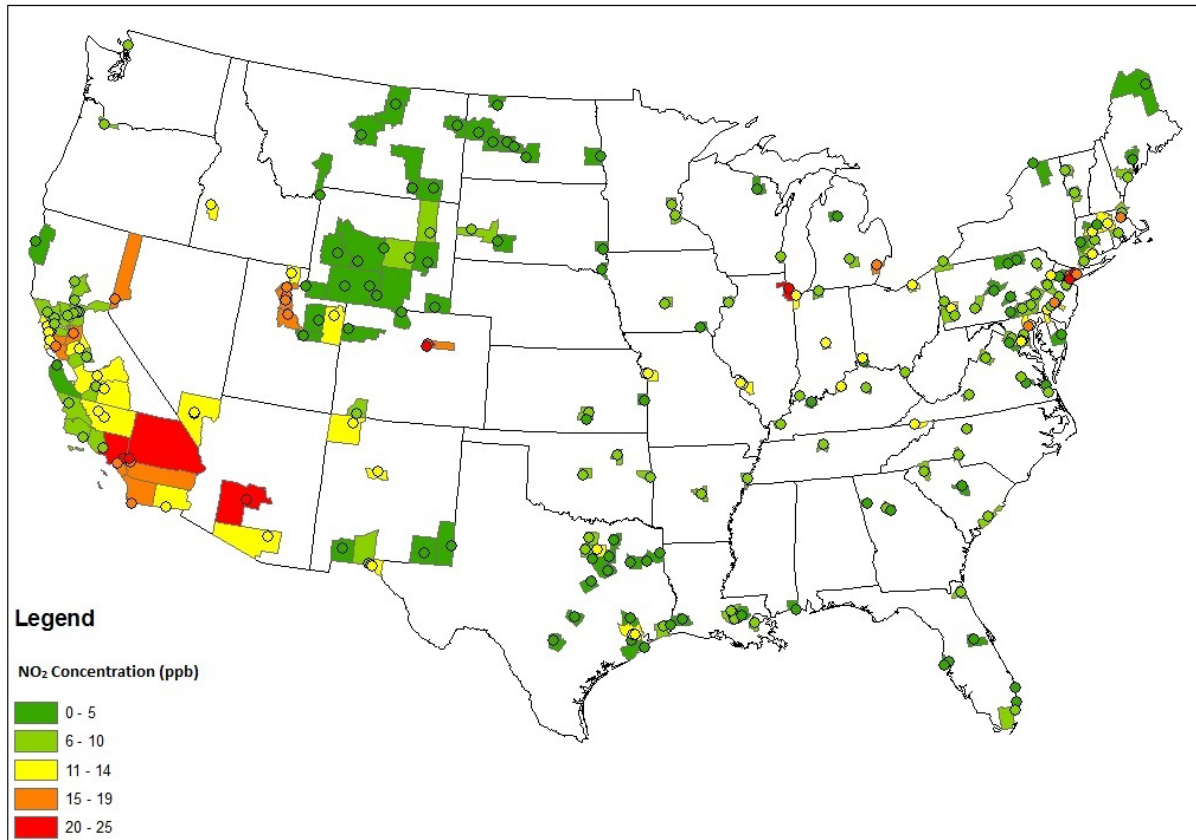 Legend
NO₂ Concentration (ppb)
0 - 5
6 - 10
11 - 14
15 - 19
20 - 25